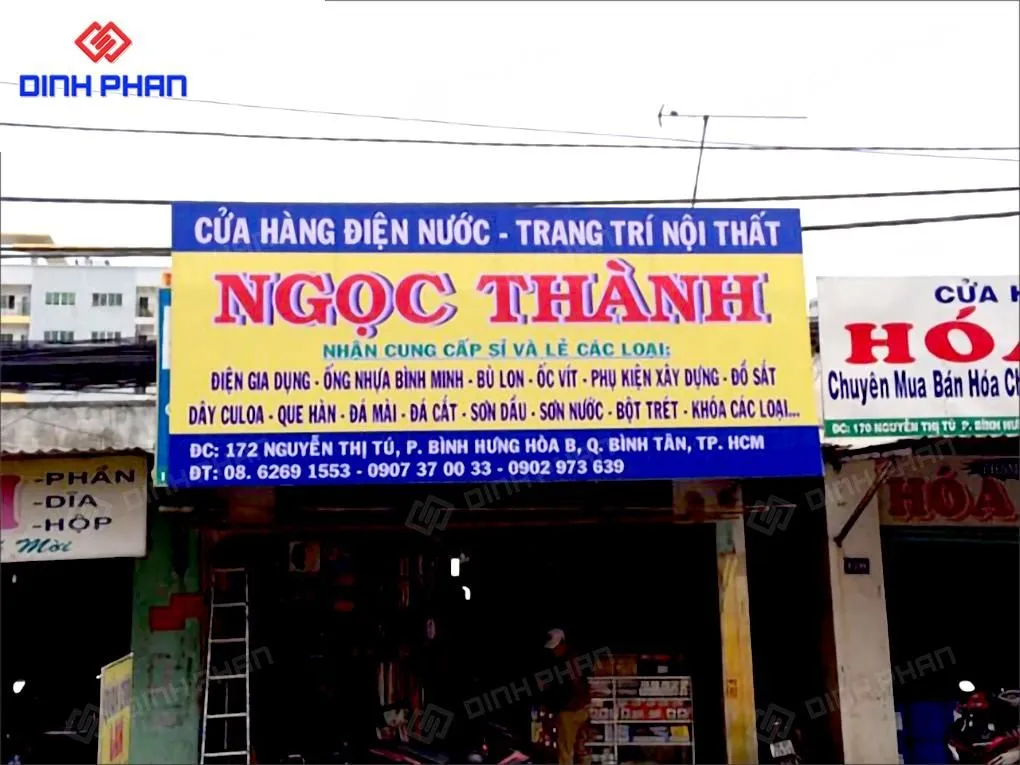 DINH PHAN
CỬA HÀNG ĐIỆN NƯỚC - TRANG TRÍ NỘI THẤT
NGỌC THÀNH
NHẬN CUNG CẤP SỈ VÀ LẺ CÁC LOẠI:
ĐIỆN GIA DỤNG - ỐNG NHỰA BÌNH MINH - BÙ LON - ỐC VÍT - PHỤ KIỆN XÂY DỰNG - ĐỒ SẮT
DÂY CULOA - QUE HÀN - ĐÁ MÀI - ĐÁ CẮT - SƠN DẦU - SƠN NƯỚC - BỘT TRÉT - KHÓA CÁC LOẠI...
ĐC: 172 NGUYỄN THỊ TÚ, P. BÌNH HƯNG HÒA B, Q. BÌNH TÂN, TP. HCM
ĐT: 08. 6269 1553 - 0907 37 00 33 - 0902 973 639
CỬA H
HÓA
Chuyên Mua Bán Hóa Ch
ĐC: 170 NGUYỄN THỊ TÚ, P. BÌNH HƯ
HÓA
-PHẤN
-DĨA
-HỘP
Mời